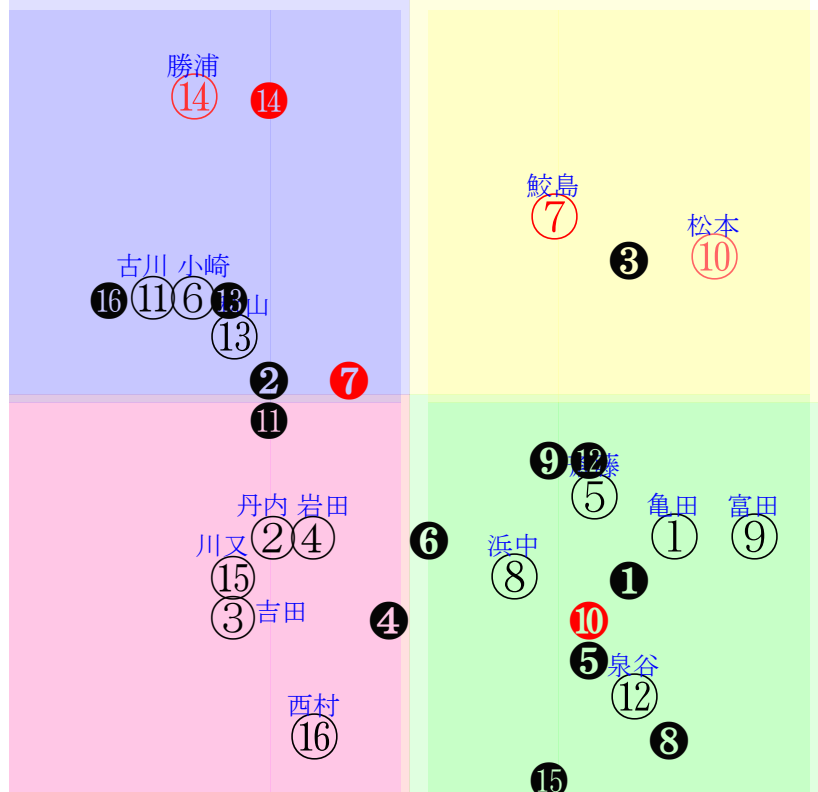 勝浦
⑭ ⓮
鮫島
⑦
松本
⑩
❸
古川 小崎
⓰ ⑪ ⑥ ⓭
山
⑬
❷ ❼
⓫
❾ ⓬
藤
⑤
丹内 岩田
② ④
亀田 富田
① ⑨
川又
⑮
❻
浜中
⑧
❶
③ 吉田
❹
❿
❺ 泉谷
⑫
西村
⑯
❽
⓯